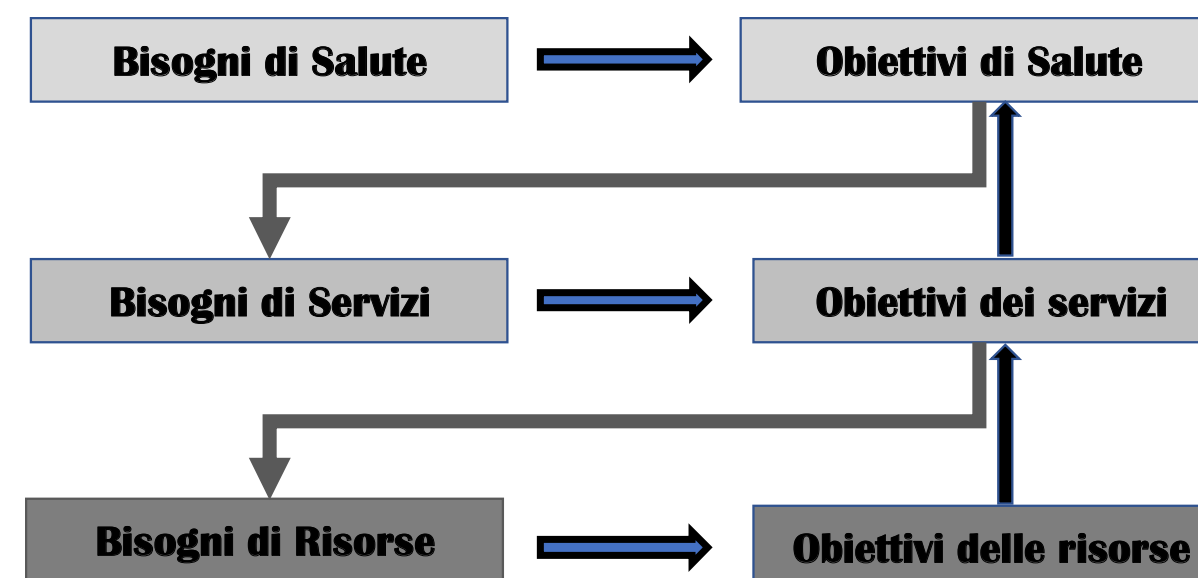 Bisogni di Salute
Obiettivi di Salute
Bisogni di Servizi
Obiettivi dei servizi
Bisogni di Risorse
Obiettivi delle risorse